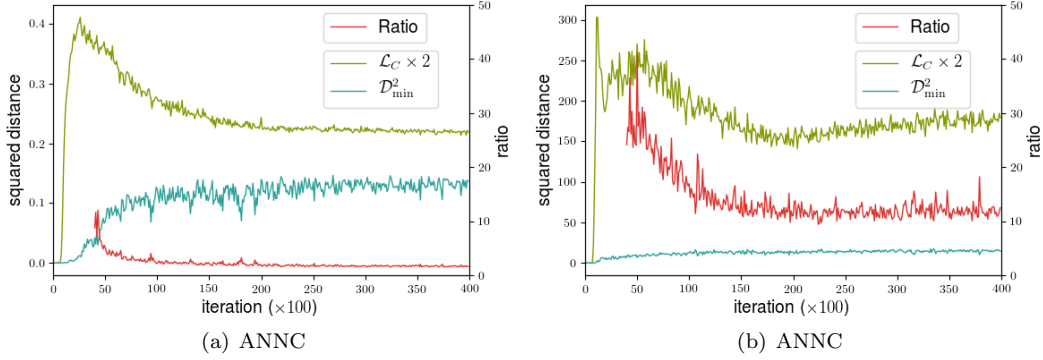 0.4
0.3
0.2
0.1
0.0
squared distance
50
40
30
20
10
0
ratio
Ratio
ℒ_C × 2
𝒟²_min
0 50 100 150 200 250 300 350 400
iteration (×100)
(a) ANNC
300
250
200
150
100
50
0
squared distance
50
40
30
20
10
0
ratio
Ratio
ℒ_C × 2
𝒟²_min
0 50 100 150 200 250 300 350 400
iteration (×100)
(b) ANNC